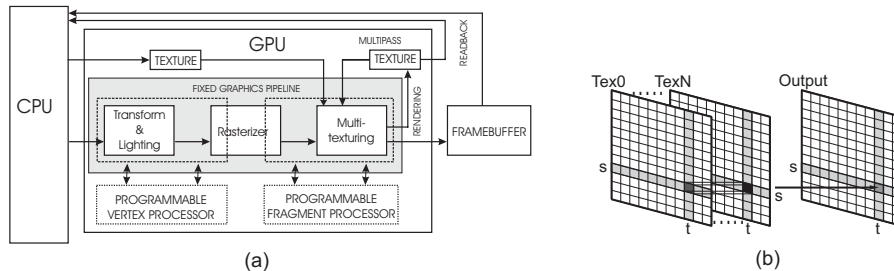 CPU
GPU
TEXTURE
MULTIPASS
TEXTURE
READBACK
FIXED GRAPHICS PIPELINE
Transform
&
Lighting
Rasterizer
Multi-
texturing
RENDERING
FRAMEBUFFER
PROGRAMMABLE
VERTEX PROCESSOR
PROGRAMMABLE
FRAGMENT PROCESSOR
(a)
Tex0 ...... TexN
Output
s
s
s
t ...... t
t
(b)